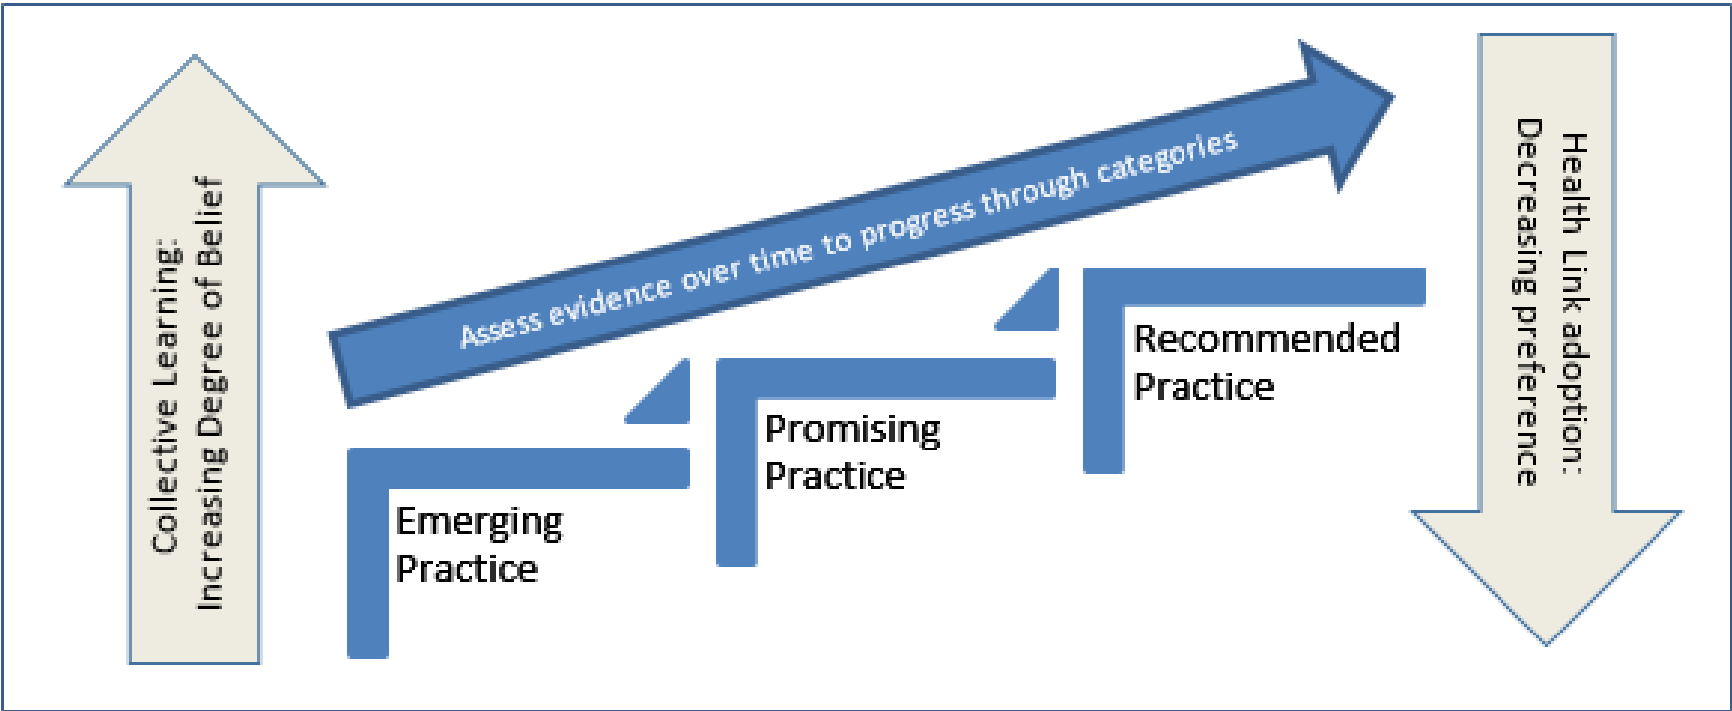 Collective Learning:
Increasing Degree of Belief
Assess evidence over time to progress through categories
Emerging
Practice
Promising
Practice
Recommended
Practice
Health Link adoption:
Decreasing preference